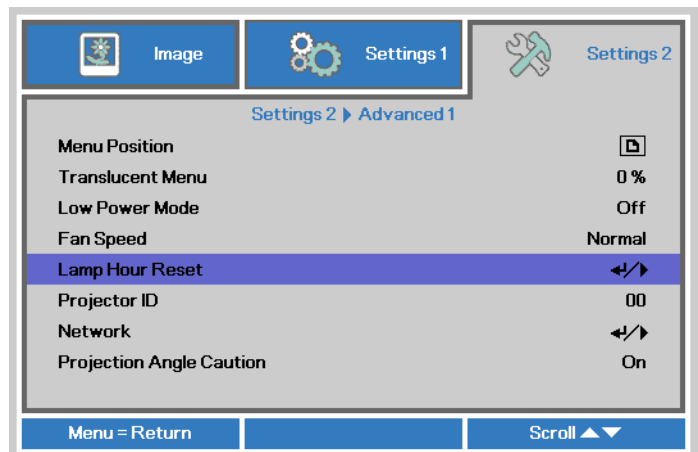 Image Settings 1 Settings 2
Settings 2 Advanced 1
Menu Position
Translucent Menu 0 %
Low Power Mode Off
Fan Speed Normal
Lamp Hour Reset
Projector ID 00
Network
Projection Angle Caution On
Menu = Return Scroll